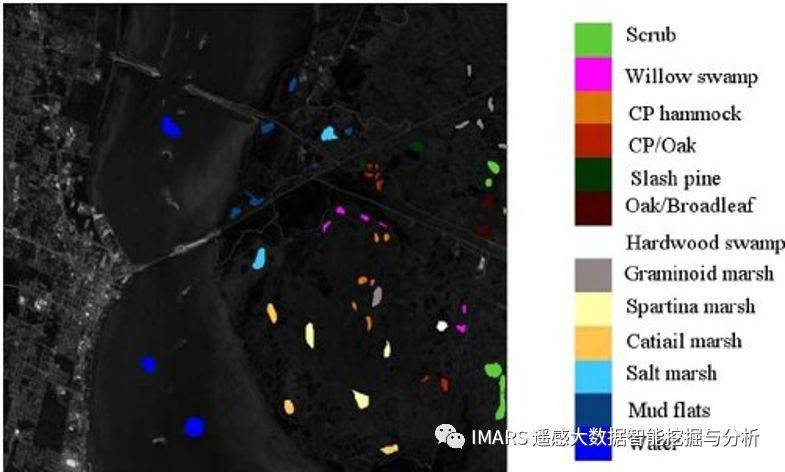 Scrub
Willow swamp
CP hammock
CP/Oak
Slash pine
Oak/Broadleaf
Hardwood swamp
Graminoid marsh
Spartina marsh
Catiail marsh
Salt marsh
Mud flats
IMARS 遥感大数据智能挖掘与分析
Water